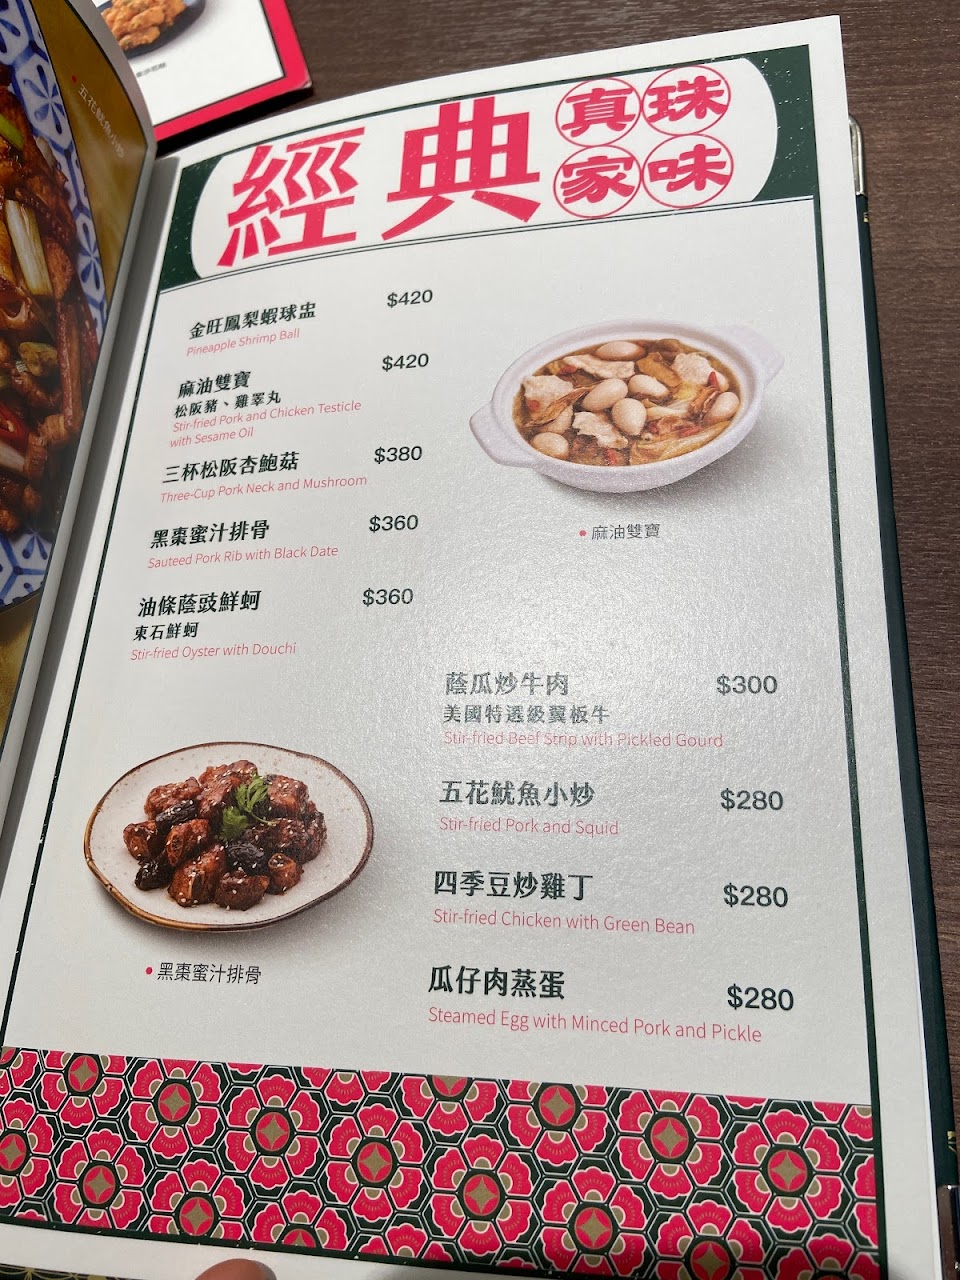 五花魷魚小炒
經典
真珠
家味
金旺鳳梨蝦球盅 $420
Pineapple Shrimp Ball
麻油雙寶 $420
松阪豬、雞睪丸
Stir-fried Pork and Chicken Testicle
with Sesame Oil
三杯松阪杏鮑菇 $380
Three-Cup Pork Neck and Mushroom
黑棗蜜汁排骨 $360
Sauteed Pork Rib with Black Date
油條蔭豉鮮蚵 $360
東石鮮蚵
Stir-fried Oyster with Douchi
麻油雙寶
蔭瓜炒牛肉 $300
美國特選級翼板牛
Stir-fried Beef Strip with Pickled Gourd
五花魷魚小炒 $280
Stir-fried Pork and Squid
四季豆炒雞丁 $280
Stir-fried Chicken with Green Bean
瓜仔肉蒸蛋 $280
Steamed Egg with Minced Pork and Pickle
黑棗蜜汁排骨